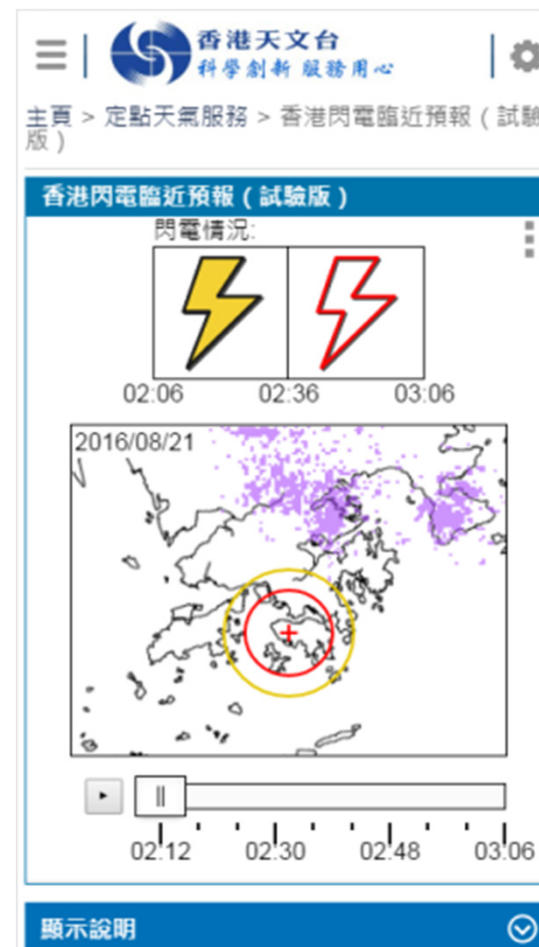 香港天文台
科學創新 服務用心
主頁 > 定點天氣服務 > 香港閃電臨近預報 ( 試驗
版 )
香港閃電臨近預報 ( 試驗版 )
閃電情況:
02:06 02:36 03:06
2016/08/21
02:12 02:30 02:48 03:06
顯示說明